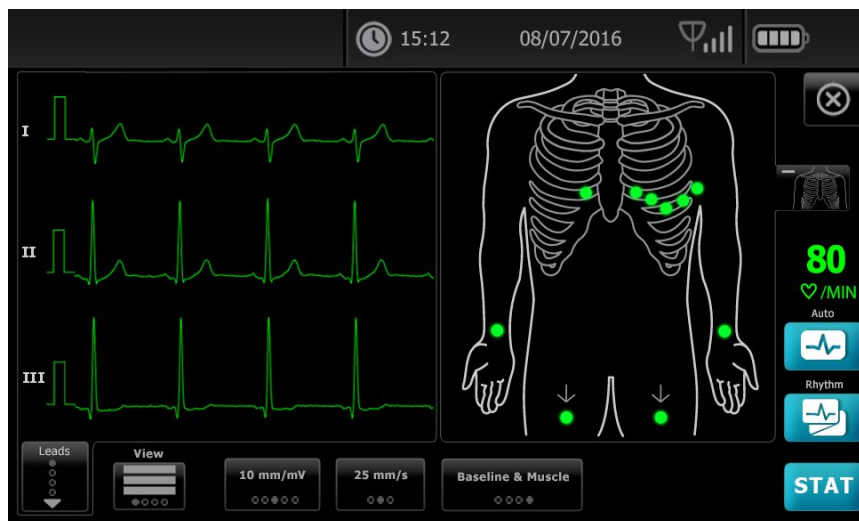 15:12 08/07/2016
I
II
III
80
/MIN
Auto
Rhythm
Leads
View
10 mm/mV
25 mm/s
Baseline & Muscle
STAT